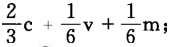 2/3 c + 1/6 v + 1/6 m;